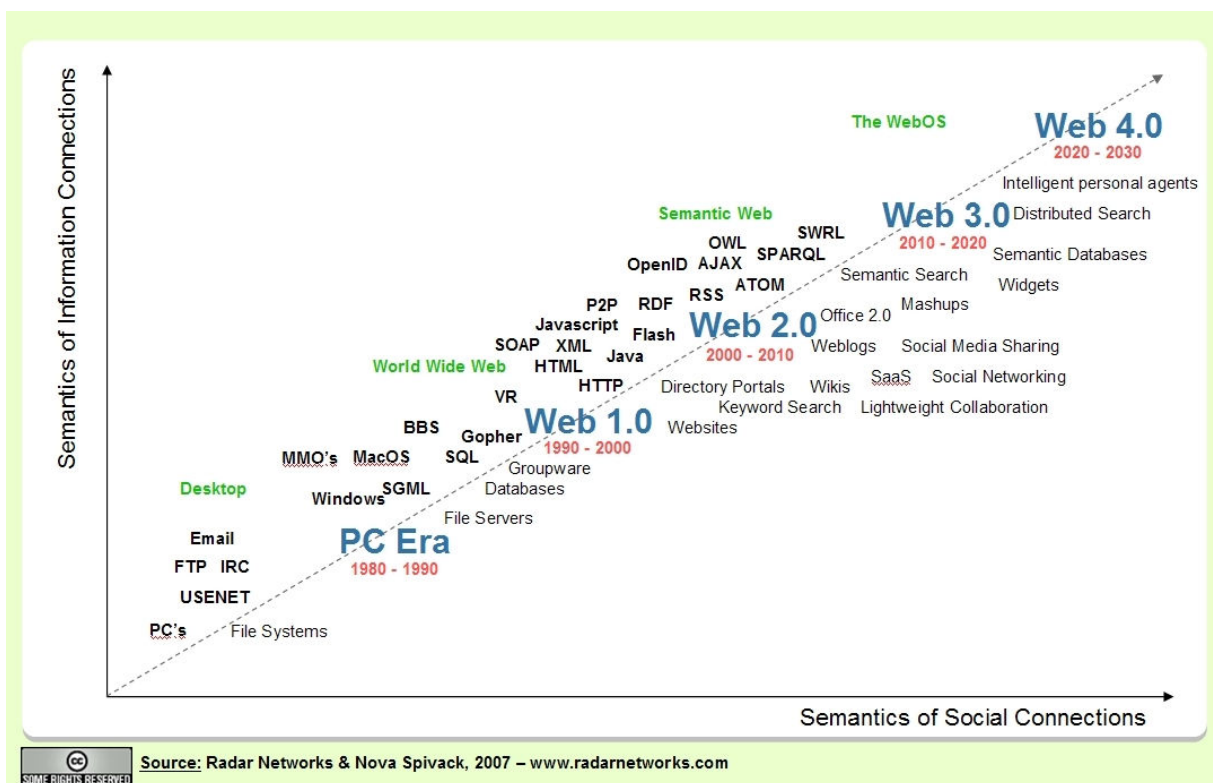 Semantics of Information Connections
The WebOS
Web 4.0
2020 - 2030
Intelligent personal agents
Semantic Web
Web 3.0
Distributed Search
2010 - 2020
SWRL
OWL
SPARQL
Semantic Databases
OpenID
AJAX
Semantic Search
Widgets
ATOM
RSS
P2P
RDF
Mashups
Office 2.0
Web 2.0
2000 - 2010
Javascript
Flash
SOAP
XML
Java
Weblogs
Social Media Sharing
World Wide Web
HTML
HTTP
Directory Portals
Wikis
SaaS
Social Networking
VR
Keyword Search
Lightweight Collaboration
Web 1.0
1990 - 2000
Websites
BBS
Gopher
MMO's
MacOS
SQL
Groupware
Desktop
Windows
SGML
Databases
File Servers
Email
PC Era
1980 - 1990
FTP
IRC
USENET
PC's
File Systems
Semantics of Social Connections
cc
SOME RIGHTS RESERVED
Source: Radar Networks & Nova Spivack, 2007 – www.radarnetworks.com